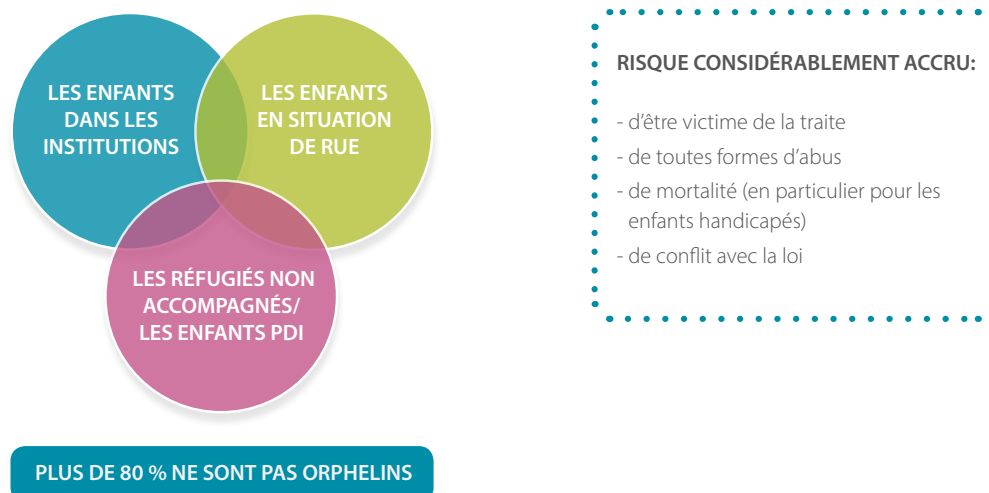 LES ENFANTS
DANS LES
INSTITUTIONS
LES ENFANTS
EN SITUATION
DE RUE
LES RÉFUGIÉS NON
ACCOMPAGNÉS/
LES ENFANTS PDI
PLUS DE 80 % NE SONT PAS ORPHELINS
RISQUE CONSIDÉRABLEMENT ACCRU:
- d’être victime de la traite
- de toutes formes d’abus
- de mortalité (en particulier pour les
enfants handicapés)
- de conflit avec la loi